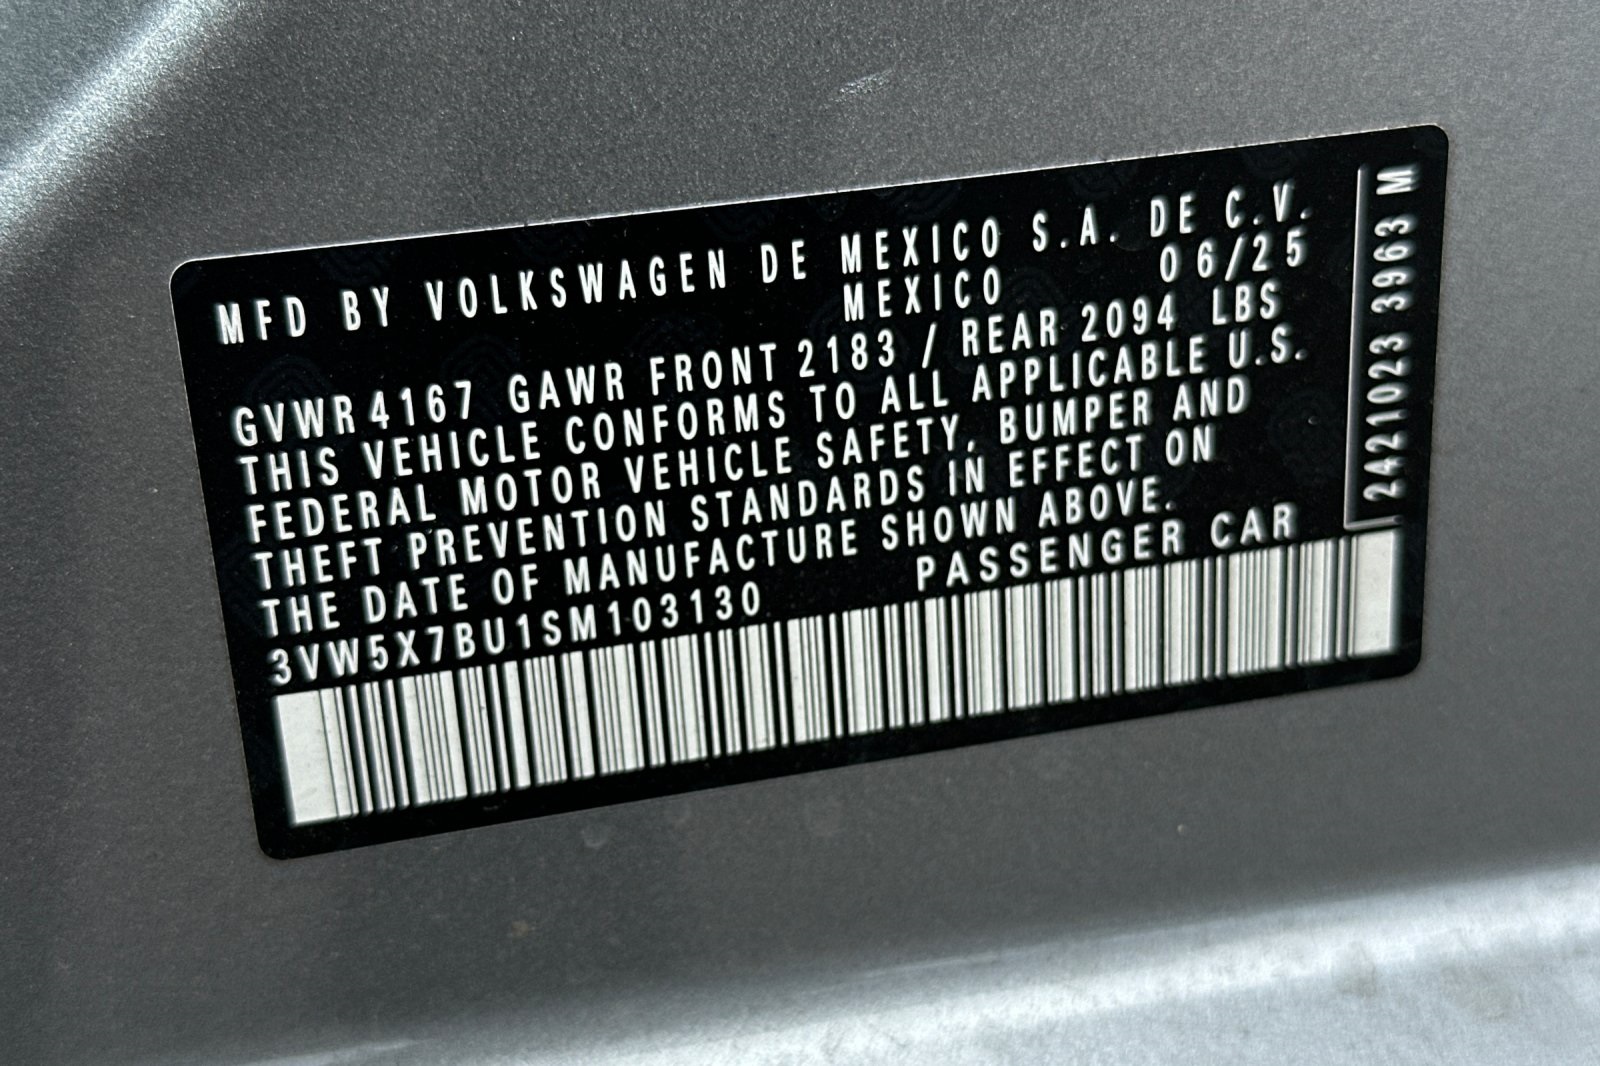 MFD BY VOLKSWAGEN DE MEXICO S.A. DE C.V.
MEXICO 06/25
GVWR 4167 GAWR FRONT 2183 / REAR 2094 LBS
THIS VEHICLE CONFORMS TO ALL APPLICABLE U.S.
FEDERAL MOTOR VEHICLE SAFETY, BUMPER AND
THEFT PREVENTION STANDARDS IN EFFECT ON
THE DATE OF MANUFACTURE SHOWN ABOVE.
3VW5X7BU1SM103130 PASSENGER CAR
2421023 3963 M